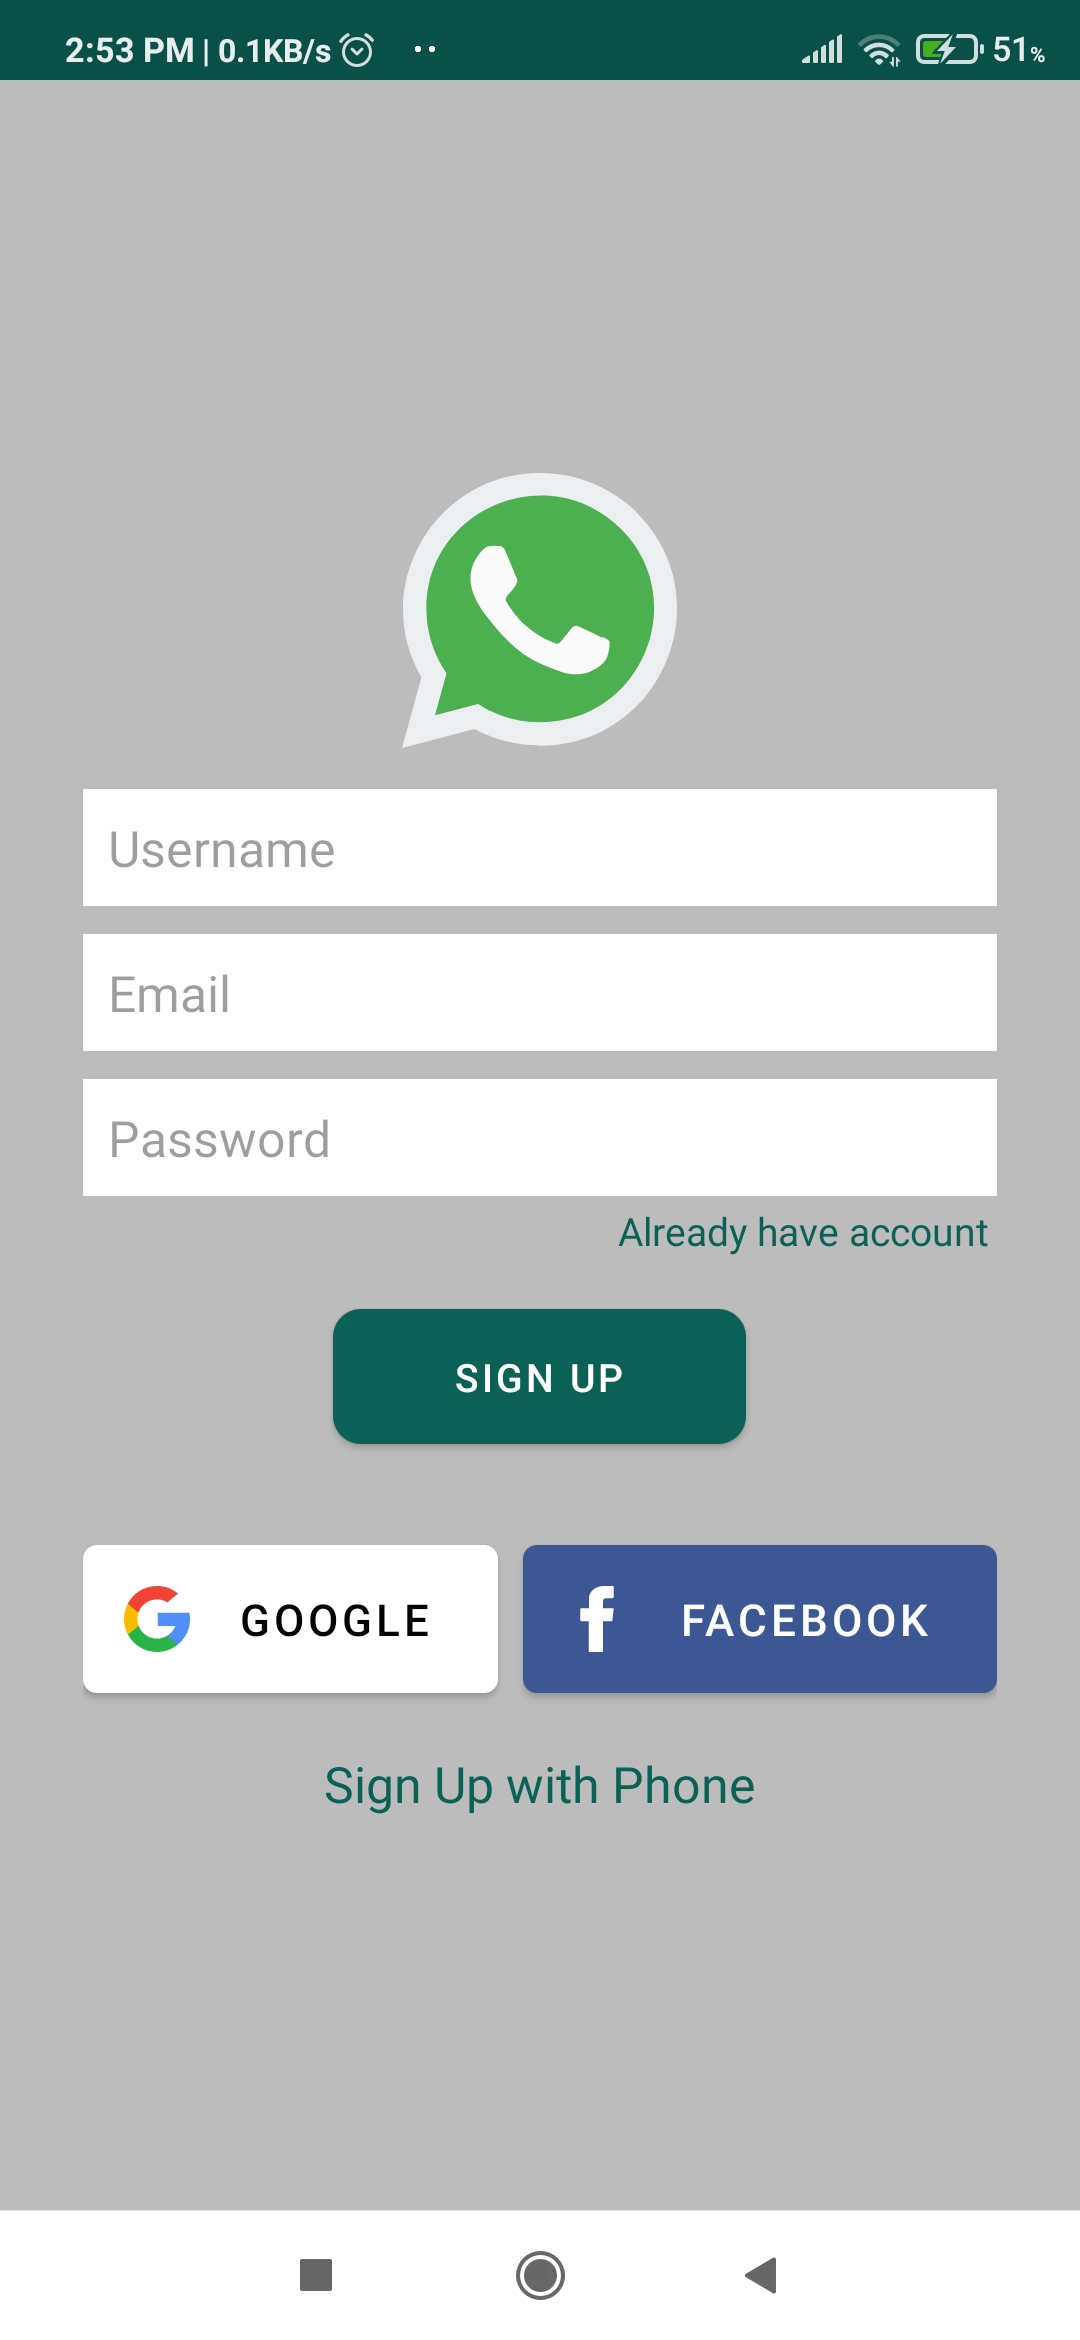 2:53 PM | 0.1KB/s 51%
Username
Email
Password
Already have account
SIGN UP
GOOGLE FACEBOOK
Sign Up with Phone